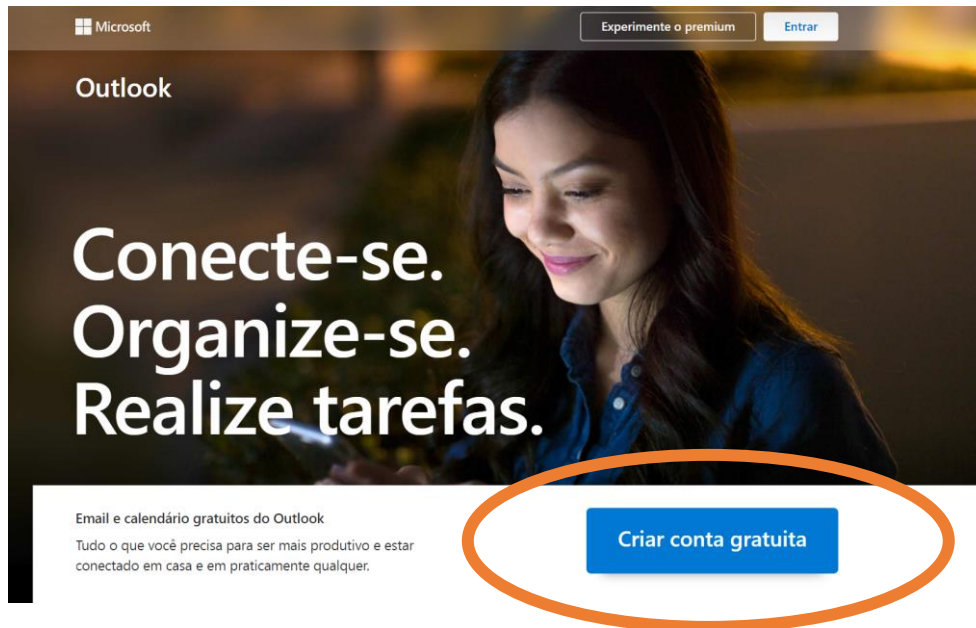 Microsoft
Experimente o premium
Entrar
Outlook
Conecte-se.
Organize-se.
Realize tarefas.
Email e calendário gratuitos do Outlook
Tudo o que você precisa para ser mais produtivo e estar
conectado em casa e em praticamente qualquer.
Criar conta gratuita